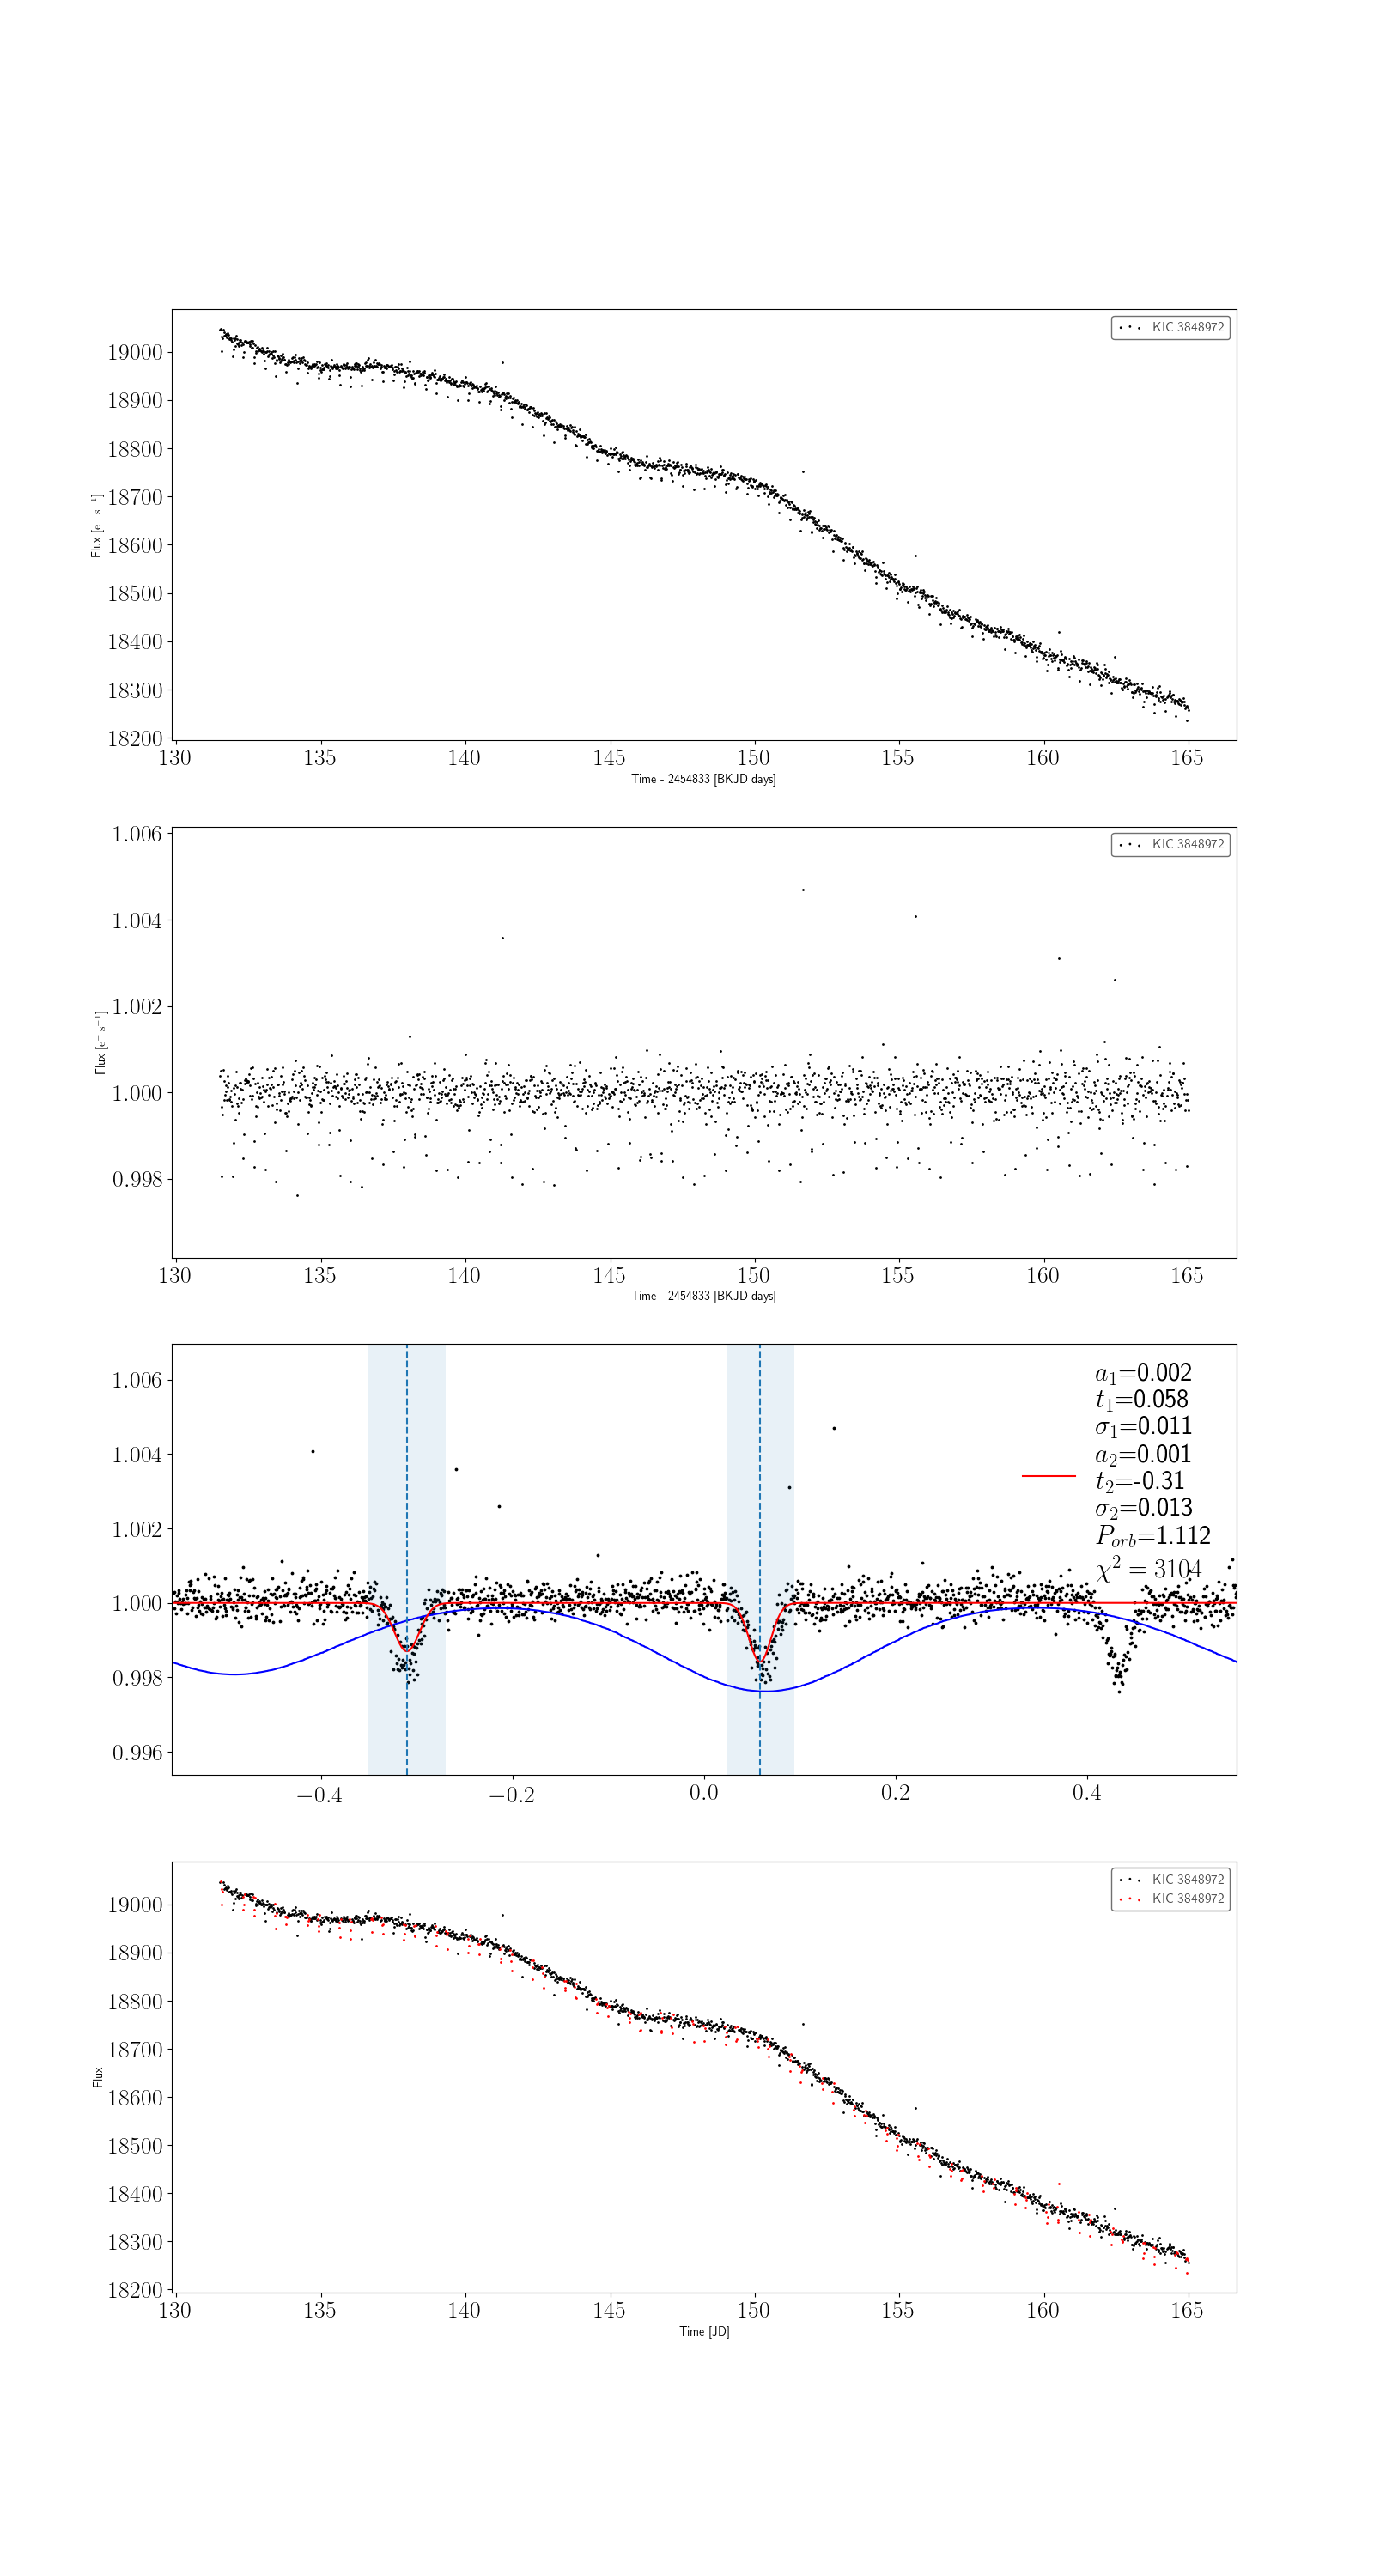 KIC 3848972
19000
18900
18800
18700
18600
18500
18400
18300
18200
Flux [e⁻ s⁻¹]
130 135 140 145 150 155 160 165
Time - 2454833 [BKJD days]
KIC 3848972
1.006
1.004
1.002
1.000
0.998
Flux [e⁻ s⁻¹]
130 135 140 145 150 155 160 165
Time - 2454833 [BKJD days]
1.006
1.004
1.002
1.000
0.998
0.996
a₁=0.002
t₁=0.058
σ₁=0.011
a₂=0.001
t₂=-0.31
σ₂=0.013
P_orb=1.112
χ² = 3104
−0.4 −0.2 0.0 0.2 0.4
KIC 3848972
KIC 3848972
19000
18900
18800
18700
18600
18500
18400
18300
18200
Flux
130 135 140 145 150 155 160 165
Time [JD]